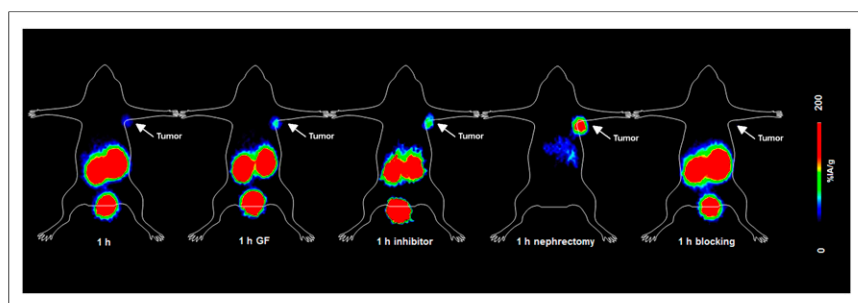 Tumor
Tumor
Tumor
Tumor
Tumor
1 h
1 h GF
1 h inhibitor
1 h nephrectomy
1 h blocking
200
%IA/g
0